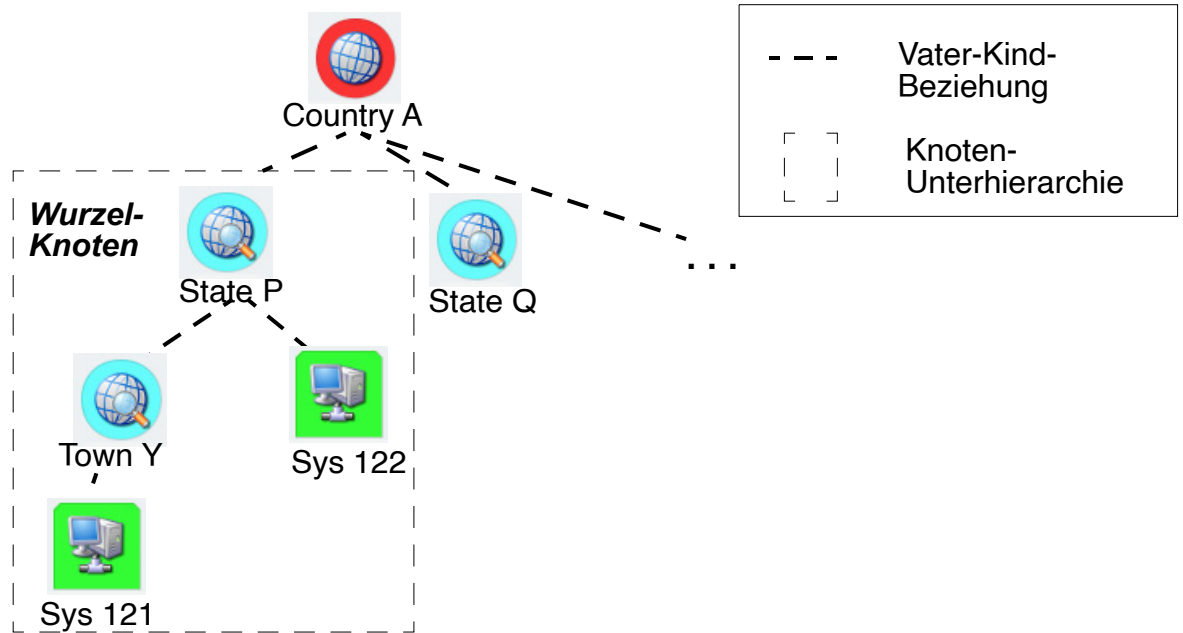 Country A
Vater-Kind-
Beziehung
Knoten-
Unterhierarchie
Wurzel-
Knoten
State P
State Q
. . .
Town Y
Sys 122
Sys 121